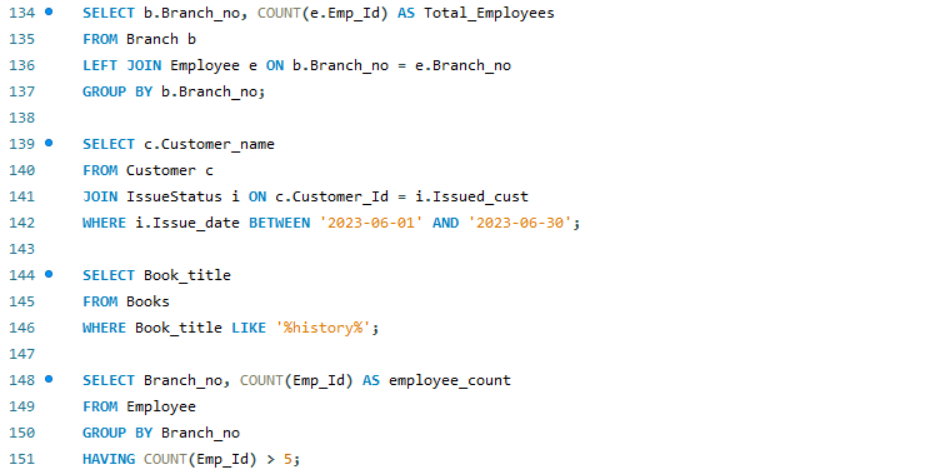 134 SELECT b.Branch_no, COUNT(e.Emp_Id) AS Total_Employees
135 FROM Branch b
136 LEFT JOIN Employee e ON b.Branch_no = e.Branch_no
137 GROUP BY b.Branch_no;
138
139 SELECT c.Customer_name
140 FROM Customer c
141 JOIN IssueStatus i ON c.Customer_Id = i.Issued_cust
142 WHERE i.Issue_date BETWEEN '2023-06-01' AND '2023-06-30';
143
144 SELECT Book_title
145 FROM Books
146 WHERE Book_title LIKE '%history%';
147
148 SELECT Branch_no, COUNT(Emp_Id) AS employee_count
149 FROM Employee
150 GROUP BY Branch_no
151 HAVING COUNT(Emp_Id) > 5;